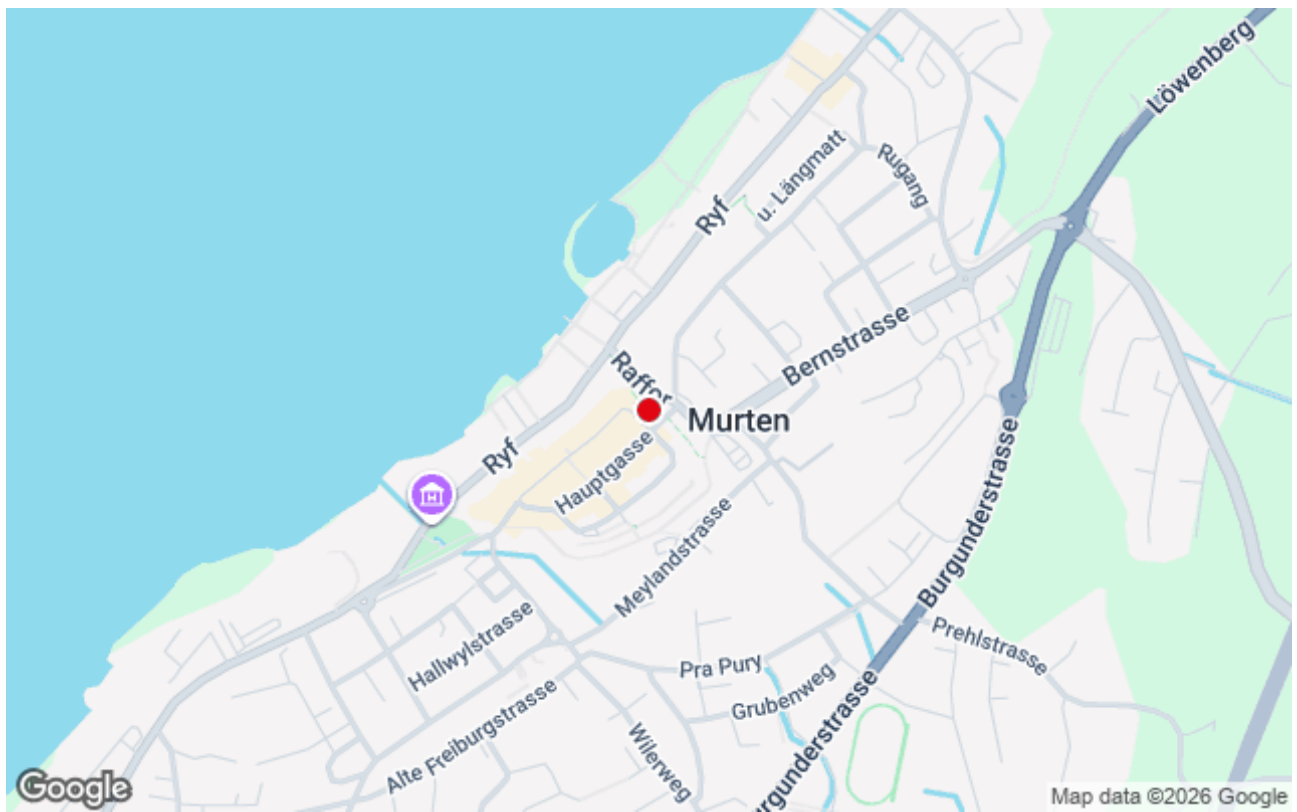 Löwenberg
Rugang
u. Längmatt
Ryf
Bernstrasse
Raffor
Murten
Ryf
Hauptgasse
Burgunderstrasse
Meylandstrasse
Prehlstrasse
Hallwylstrasse
Pra Pury
Grubenweg
Alte Freiburgstrasse
Wilerweg
Burgunderstrasse
H
Google
Map data ©2026 Google